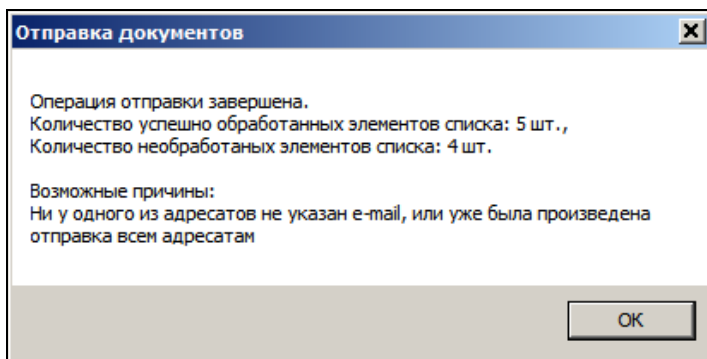 Отправка документов
Операция отправки завершена.
Количество успешно обработанных элементов списка: 5 шт.,
Количество необработаных элементов списка: 4 шт.
Возможные причины:
Ни у одного из адресатов не указан e-mail, или уже была произведена
отправка всем адресатам
ОК